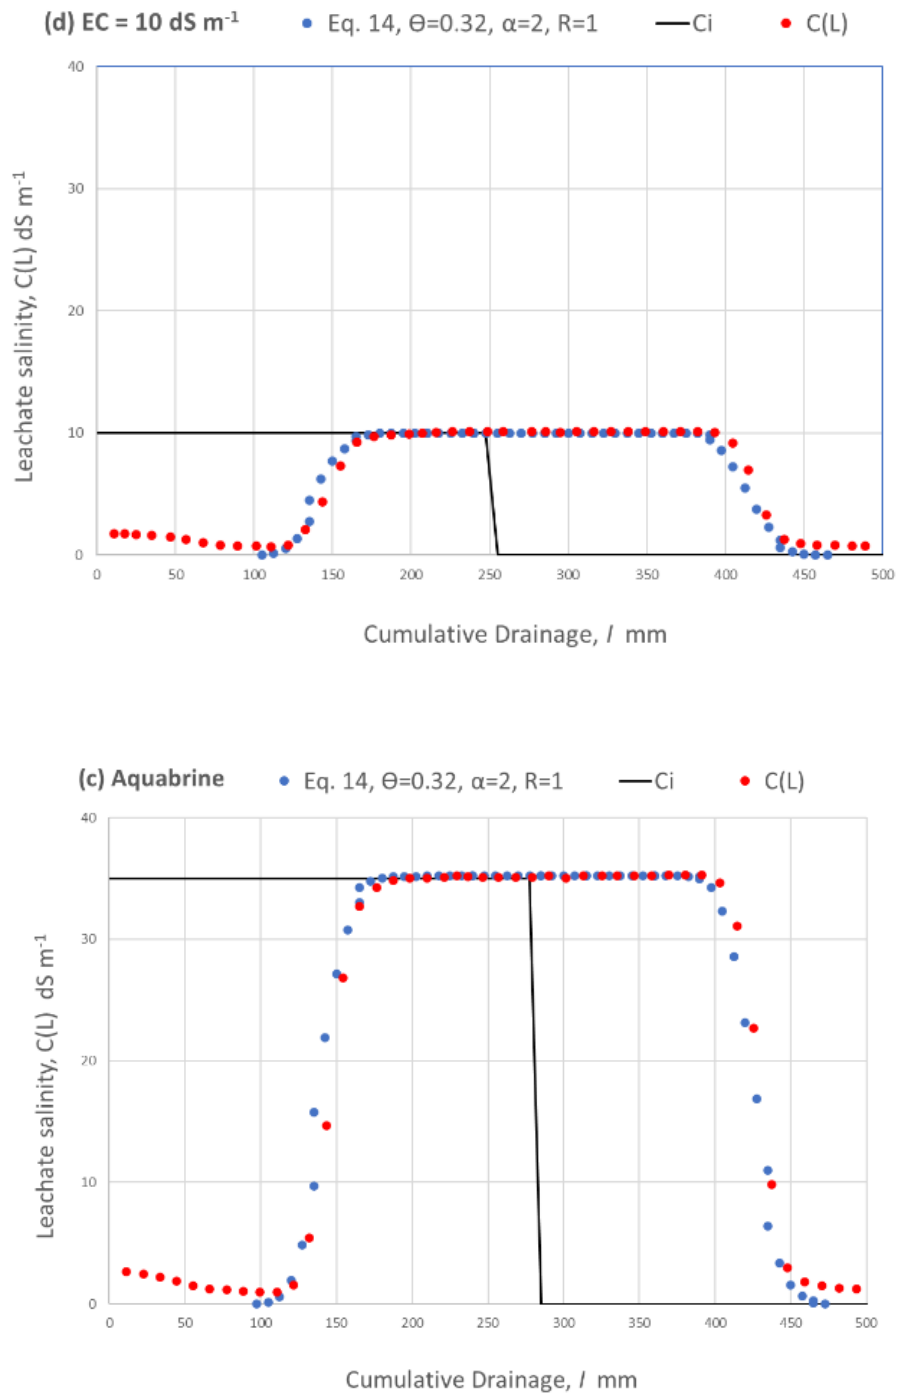 (d) EC = 10 dS m⁻¹ Eq. 14, Ɵ=0.32, α=2, R=1 Ci C(L)
40
30
20
10
0
0 50 100 150 200 250 300 350 400 450 500
Leachate salinity, C(L) dS m⁻¹
Cumulative Drainage, I mm
(c) Aquabrine Eq. 14, Ɵ=0.32, α=2, R=1 Ci C(L)
40
30
20
10
0
0 50 100 150 200 250 300 350 400 450 500
Leachate salinity, C(L) dS m⁻¹
Cumulative Drainage, I mm